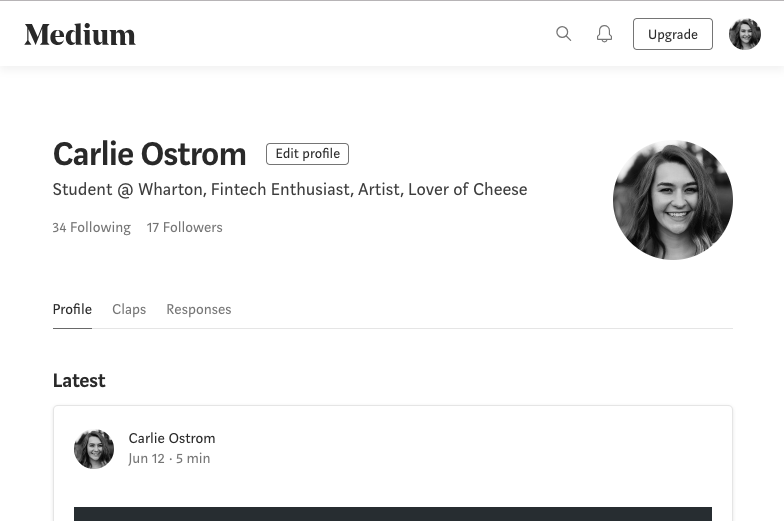 Medium
Upgrade
Carlie Ostrom
Edit profile
Student @ Wharton, Fintech Enthusiast, Artist, Lover of Cheese
34 Following 17 Followers
Profile Claps Responses
Latest
Carlie Ostrom
Jun 12 · 5 min